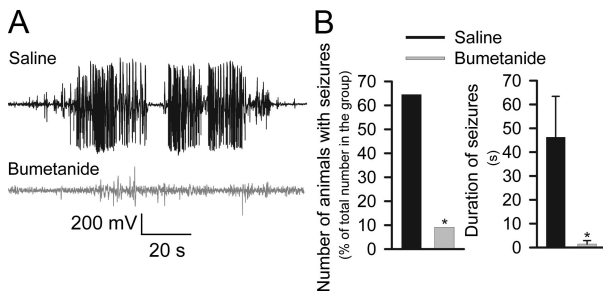 A
Saline
Bumetanide
200 mV
20 s
B
Saline
Bumetanide
Number of animals with seizures
(% of total number in the group)
70
60
50
40
30
20
10
0
*
Duration of seizures
(s)
70
60
50
40
30
20
10
0
*